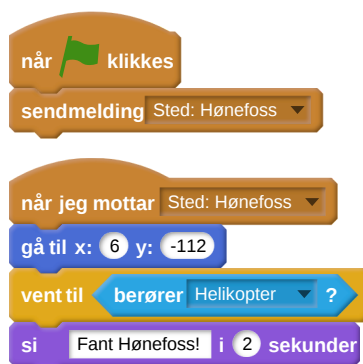 når klikkes
sendmelding Sted: Hønefoss
når jeg mottar Sted: Hønefoss
gå til x: 6 y: -112
vent til berører Helikopter ?
si Fant Hønefoss! i 2 sekunder